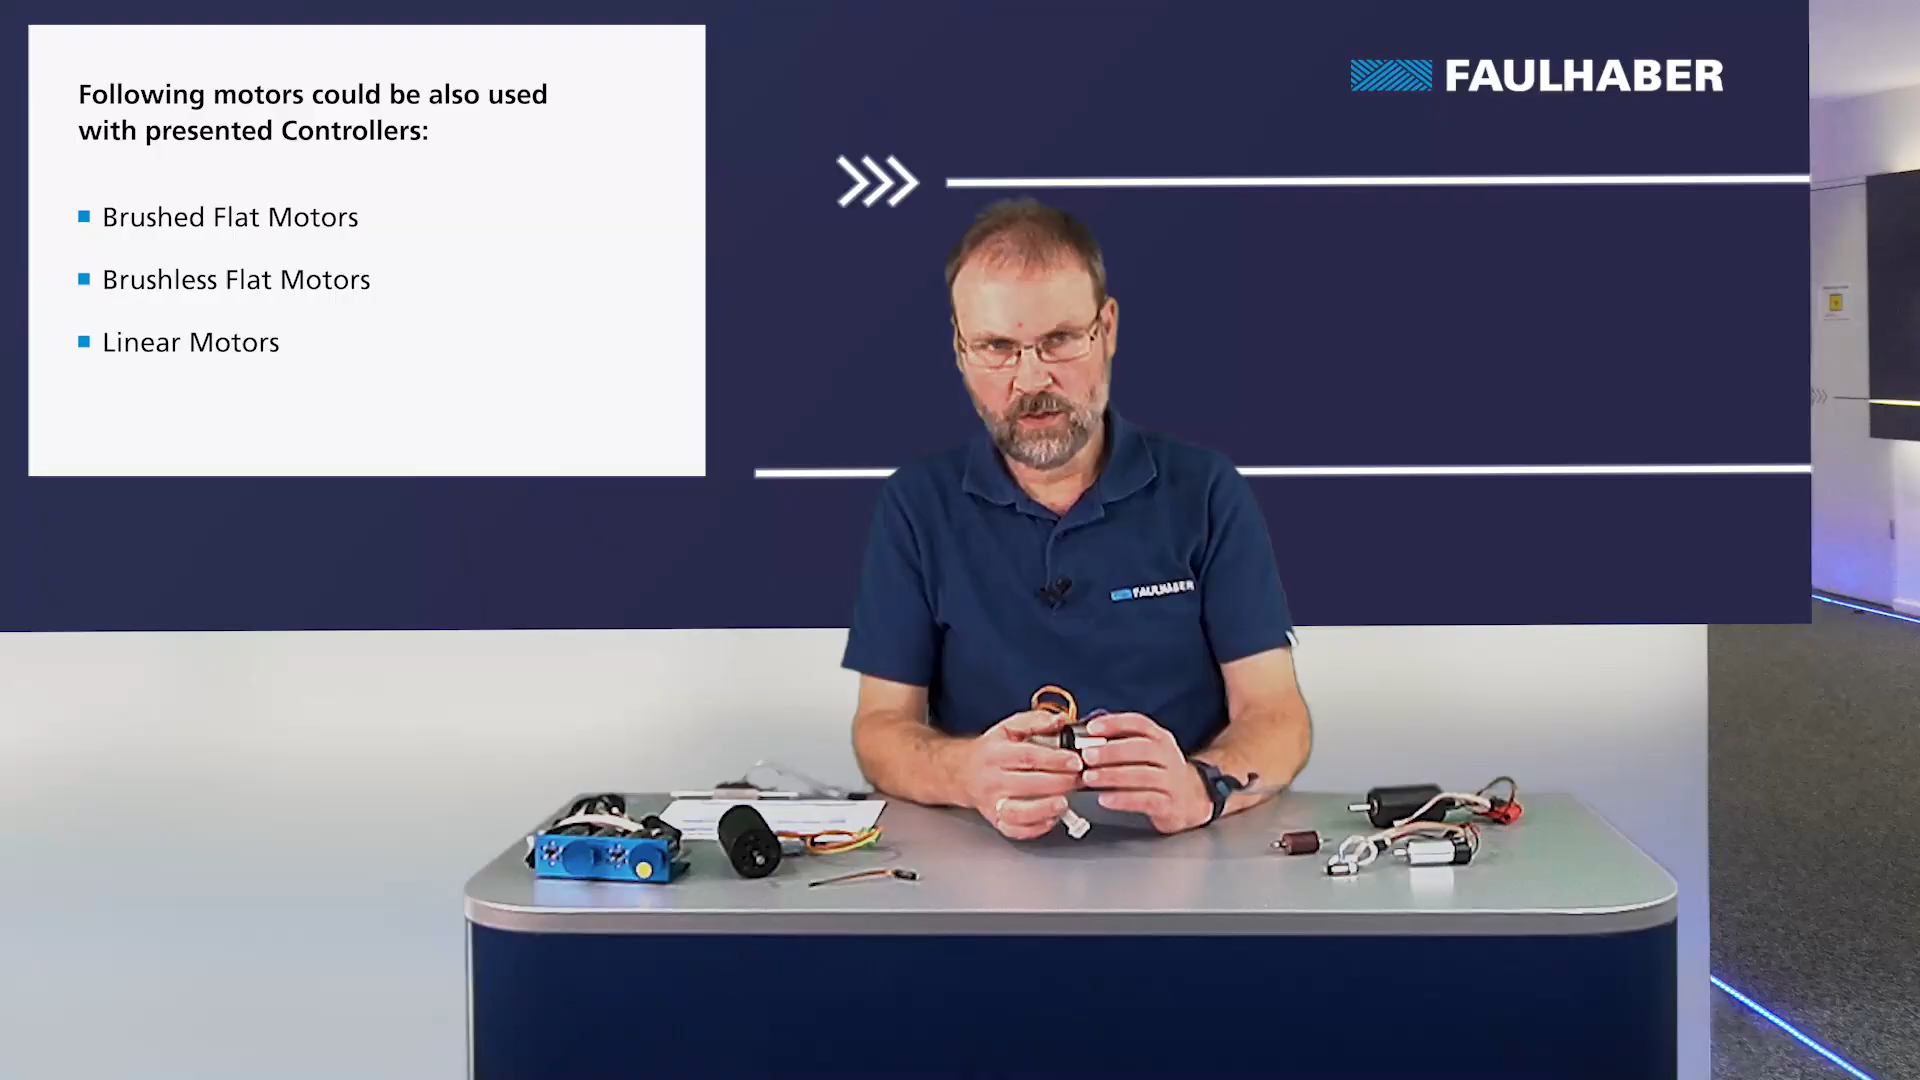 Following motors could be also used
with presented Controllers:
Brushed Flat Motors
Brushless Flat Motors
Linear Motors
FAULHABER
FAULHABER